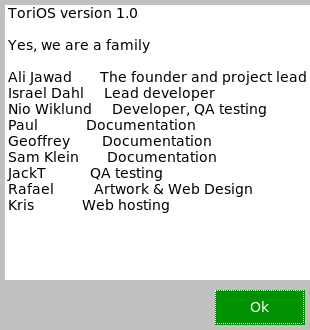 ToriOS version 1.0
Yes, we are a family
Ali Jawad The founder and project lead
Israel Dahl Lead developer
Nio Wiklund Developer, QA testing
Paul Documentation
Geoffrey Documentation
Sam Klein Documentation
JackT QA testing
Rafael Artwork & Web Design
Kris Web hosting
Ok